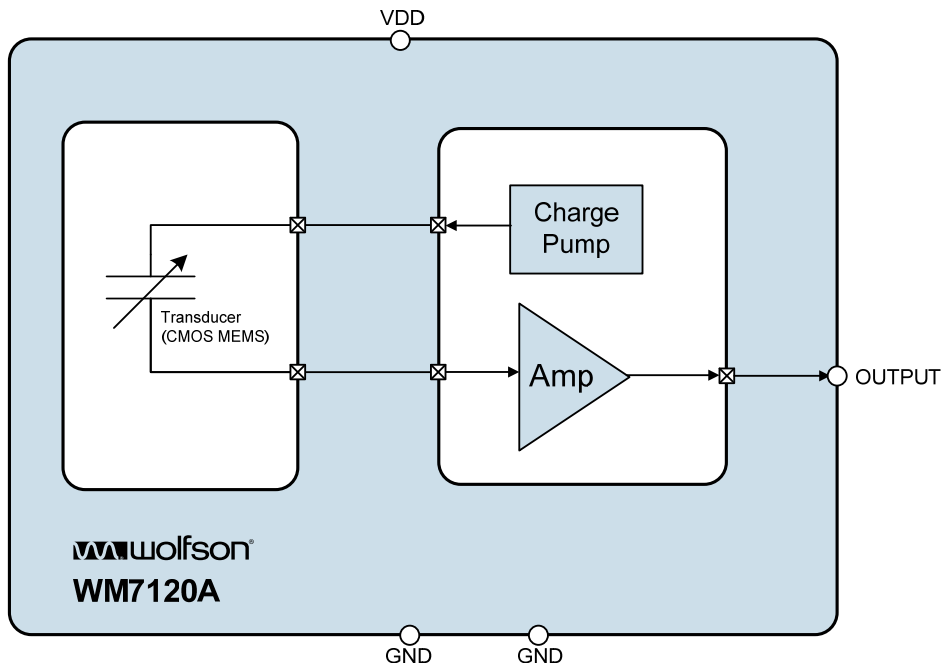 VDD
Charge
Pump
Transducer
(CMOS MEMS)
Amp
OUTPUT
wolfson®
WM7120A
GND GND